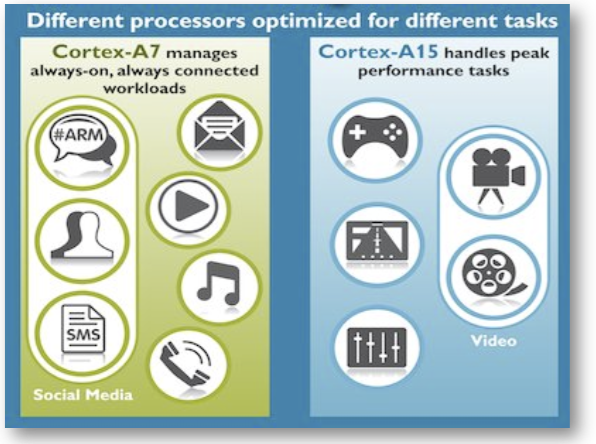 Different processors optimized for different tasks
Cortex-A7 manages
always-on, always connected
workloads
#ARM
SMS
Social Media
Cortex-A15 handles peak
performance tasks
Video